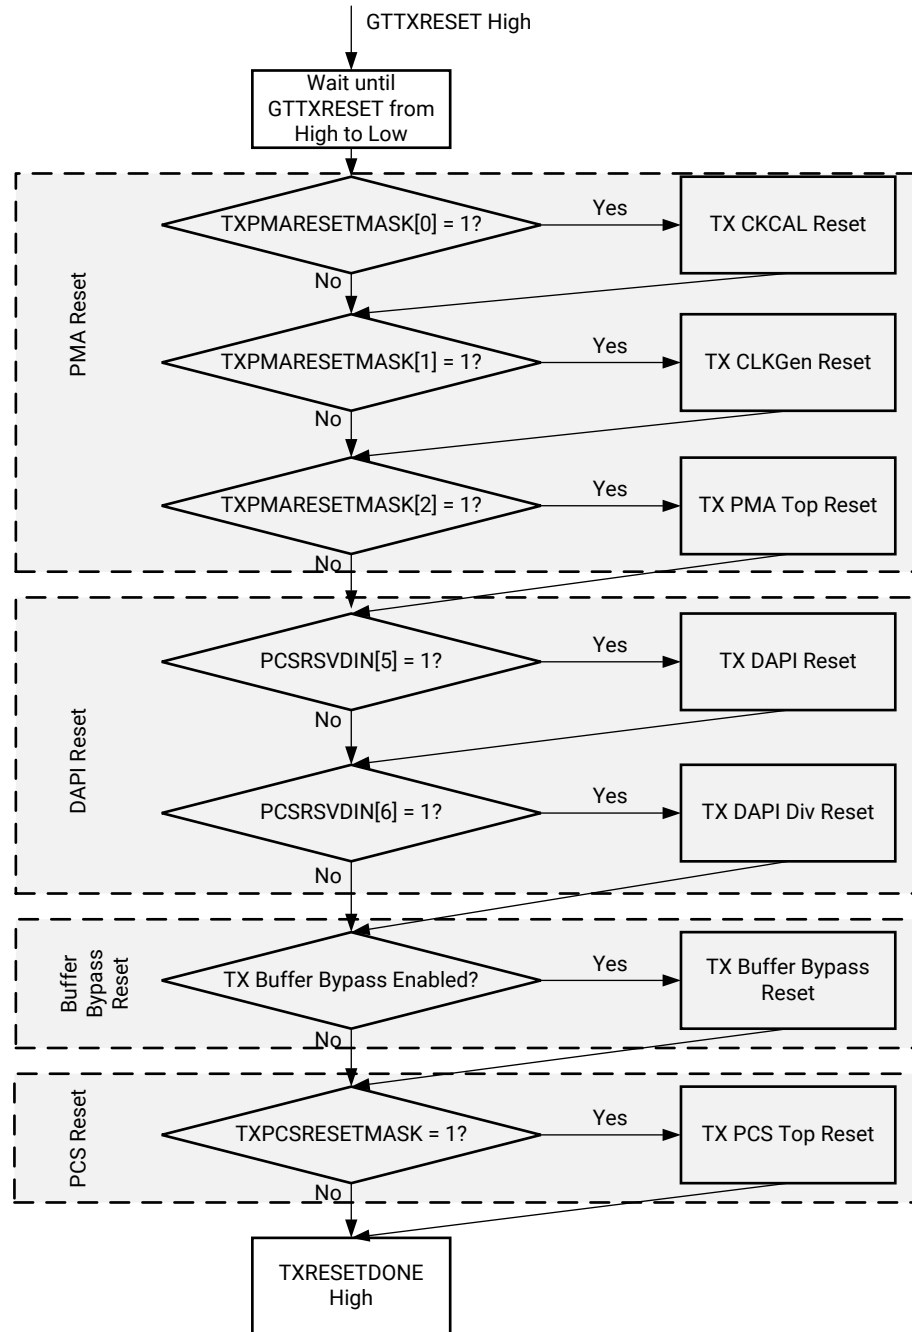 GTTXRESET High
Wait until
GTTXRESET from
High to Low
PMA Reset
TXPMARESETMASK[0] = 1?
Yes
TX CKCAL Reset
No
TXPMARESETMASK[1] = 1?
Yes
TX CLKGen Reset
No
TXPMARESETMASK[2] = 1?
Yes
TX PMA Top Reset
No
DAPI Reset
PCSRSVDIN[5] = 1?
Yes
TX DAPI Reset
No
PCSRSVDIN[6] = 1?
Yes
TX DAPI Div Reset
No
Buffer
Bypass
Reset
TX Buffer Bypass Enabled?
Yes
TX Buffer Bypass
Reset
No
PCS Reset
TXPCSRESETMASK = 1?
Yes
TX PCS Top Reset
No
TXRESETDONE
High